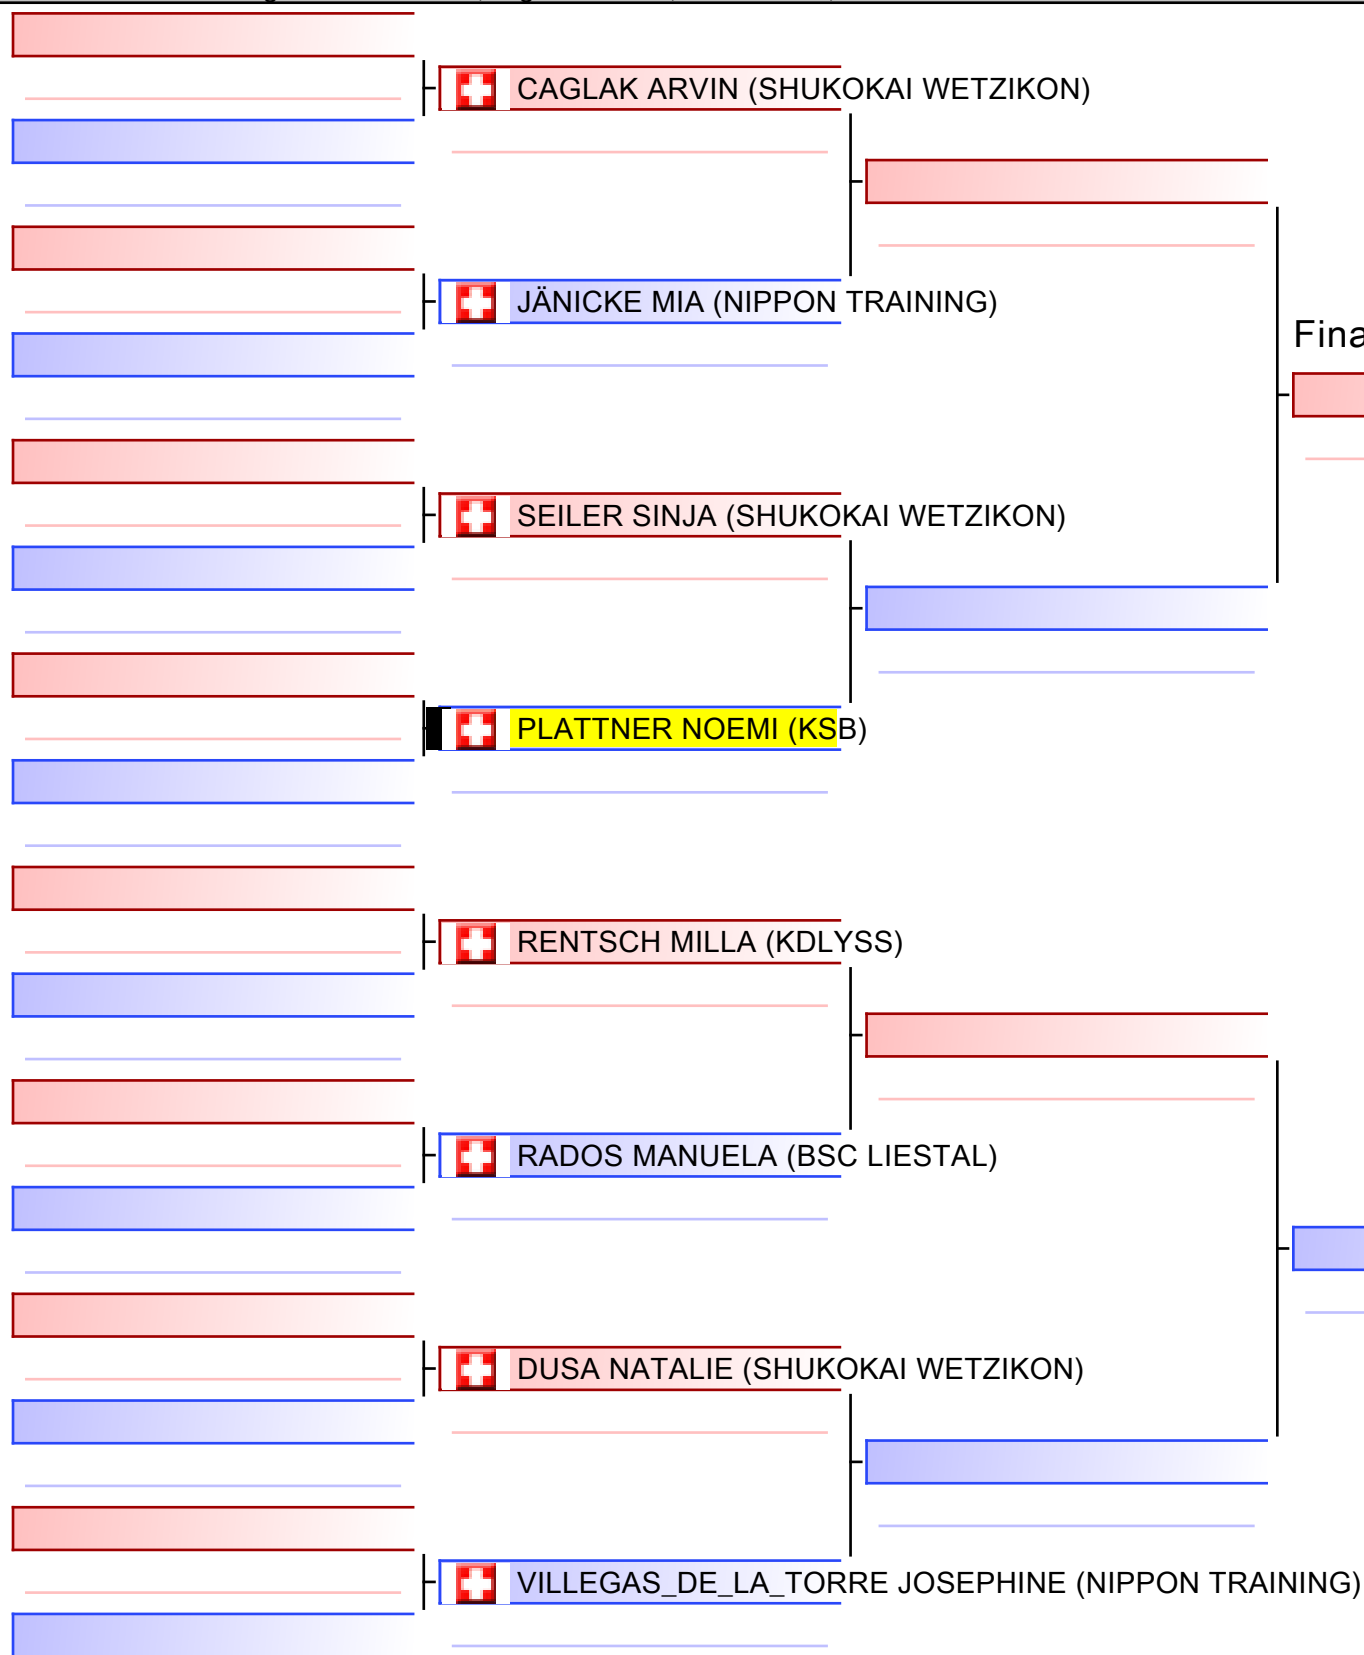 CAGLAK ARVIN (SHUKOKAI WETZIKON)
JÄNICKE MIA (NIPPON TRAINING)
Fina
SEILER SINJA (SHUKOKAI WETZIKON)
PLATTNER NOEMI (KSB)
RENTSCH MILLA (KDLYSS)
RADOS MANUELA (BSC LIESTAL)
DUSA NATALIE (SHUKOKAI WETZIKON)
VILLEGAS_DE_LA_TORRE JOSEPHINE (NIPPON TRAINING)